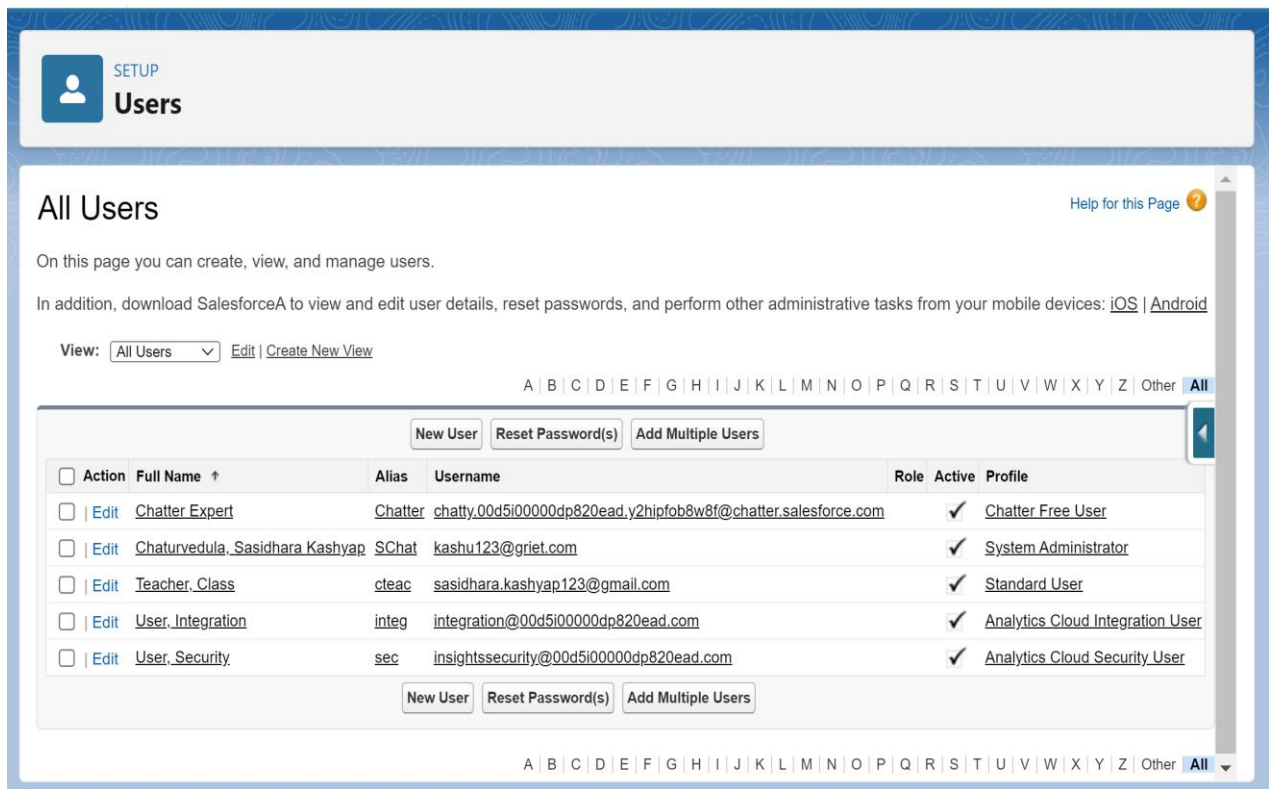 SETUP
Users
All Users
Help for this Page
On this page you can create, view, and manage users.
In addition, download SalesforceA to view and edit user details, reset passwords, and perform other administrative tasks from your mobile devices: iOS | Android
View: All Users Edit | Create New View
A | B | C | D | E | F | G | H | I | J | K | L | M | N | O | P | Q | R | S | T | U | V | W | X | Y | Z | Other All
New User Reset Password(s) Add Multiple Users
Action Full Name ↑ Alias Username Role Active Profile
| Edit Chatter Expert Chatter chatty.00d5i00000dp820ead.y2hipfob8w8f@chatter.salesforce.com ✓ Chatter Free User
| Edit Chaturvedula, Sasidhara Kashyap SChat kashu123@griet.com ✓ System Administrator
| Edit Teacher, Class cteac sasidhara.kashyap123@gmail.com ✓ Standard User
| Edit User, Integration integ integration@00d5i00000dp820ead.com ✓ Analytics Cloud Integration User
| Edit User, Security sec insightssecurity@00d5i00000dp820ead.com ✓ Analytics Cloud Security User
New User Reset Password(s) Add Multiple Users
A | B | C | D | E | F | G | H | I | J | K | L | M | N | O | P | Q | R | S | T | U | V | W | X | Y | Z | Other All